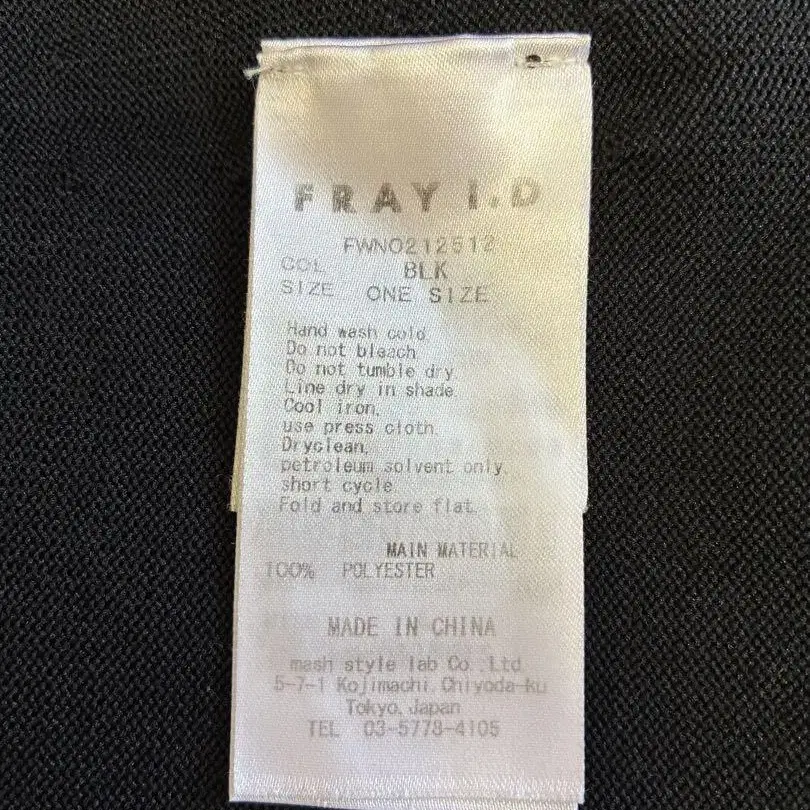 FRAY I.D
FWNO212512
COL BLK
SIZE ONE SIZE
Hand wash cold.
Do not bleach.
Do not tumble dry.
Line dry in shade.
Cool iron,
use press cloth.
Dryclean,
petroleum solvent only,
short cycle.
Fold and store flat.
MAIN MATERIAL
100% POLYESTER
MADE IN CHINA
mash style lab Co.,Ltd.
5-7-1 Kojimachi, Chiyoda-ku
Tokyo, Japan
TEL 03-5778-4105